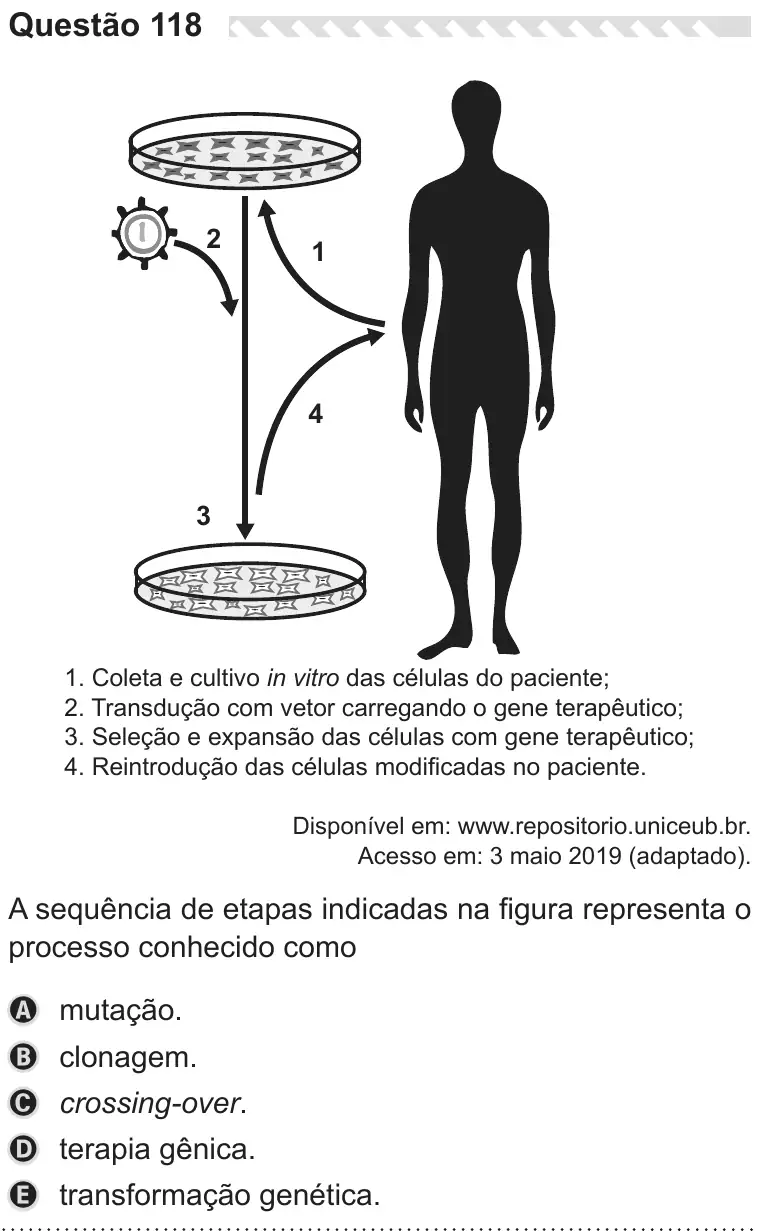 Questão 118
2
1
4
3
1. Coleta e cultivo in vitro das células do paciente;
2. Transdução com vetor carregando o gene terapêutico;
3. Seleção e expansão das células com gene terapêutico;
4. Reintrodução das células modificadas no paciente.
Disponível em: www.repositorio.uniceub.br.
Acesso em: 3 maio 2019 (adaptado).
A sequência de etapas indicadas na figura representa o
processo conhecido como
A mutação.
B clonagem.
C crossing-over.
D terapia gênica.
E transformação genética.